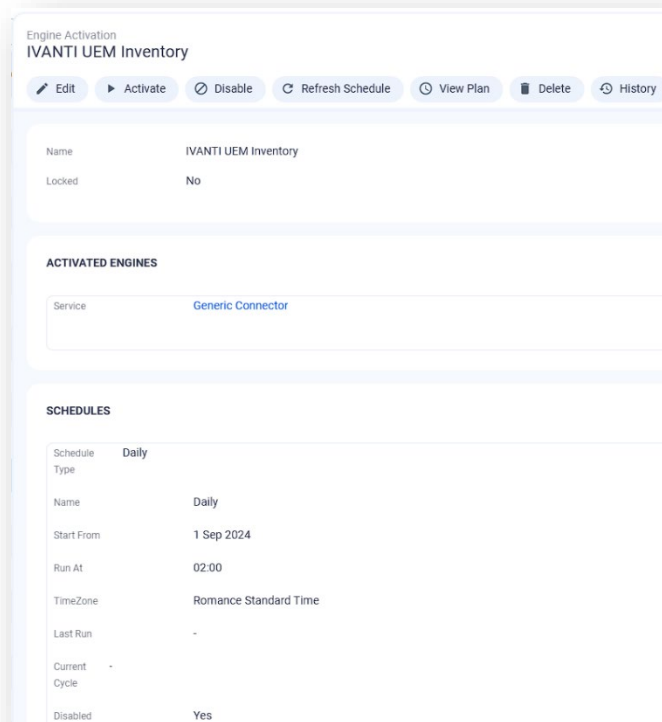 Engine Activation
IVANTI UEM Inventory
Edit Activate Disable Refresh Schedule View Plan Delete History
Name IVANTI UEM Inventory
Locked No
ACTIVATED ENGINES
Service Generic Connector
SCHEDULES
Schedule Type Daily
Name Daily
Start From 1 Sep 2024
Run At 02:00
TimeZone Romance Standard Time
Last Run -
Current Cycle -
Disabled Yes